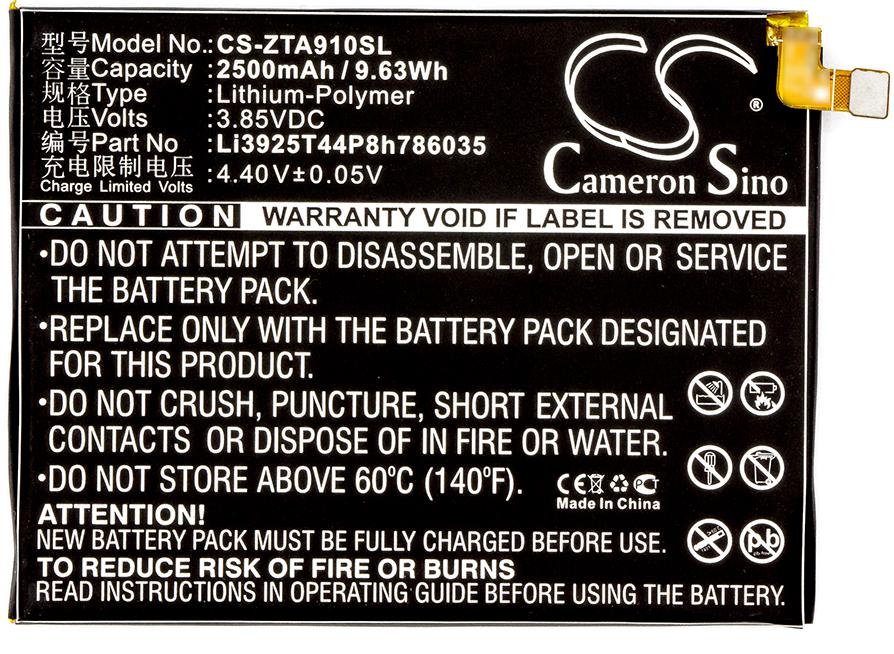 型号Model No.:CS-ZTA910SL
容量Capacity :2500mAh / 9.63Wh
规格Type :Lithium-Polymer
电压Volts :3.85VDC
编号Part No :Li3925T44P8h786035
充电限制电压
Charge Limited Volts :4.40V±0.05V
CS
®
Cameron Sino
CAUTION WARRANTY VOID IF LABEL IS REMOVED
•DO NOT ATTEMPT TO DISASSEMBLE, OPEN OR SERVICE
THE BATTERY PACK.
•REPLACE ONLY WITH THE BATTERY PACK DESIGNATED
FOR THIS PRODUCT.
•DO NOT CRUSH, PUNCTURE, SHORT EXTERNAL
CONTACTS OR DISPOSE OF IN FIRE OR WATER.
•DO NOT STORE ABOVE 60ºC (140ºF).
CE PCT
Made In China
ATTENTION!
NEW BATTERY PACK MUST BE FULLY CHARGED BEFORE USE.
TO REDUCE RISK OF FIRE OR BURNS
READ INSTRUCTIONS IN OPERATING GUIDE BEFORE USING THE BATTERY.
pb